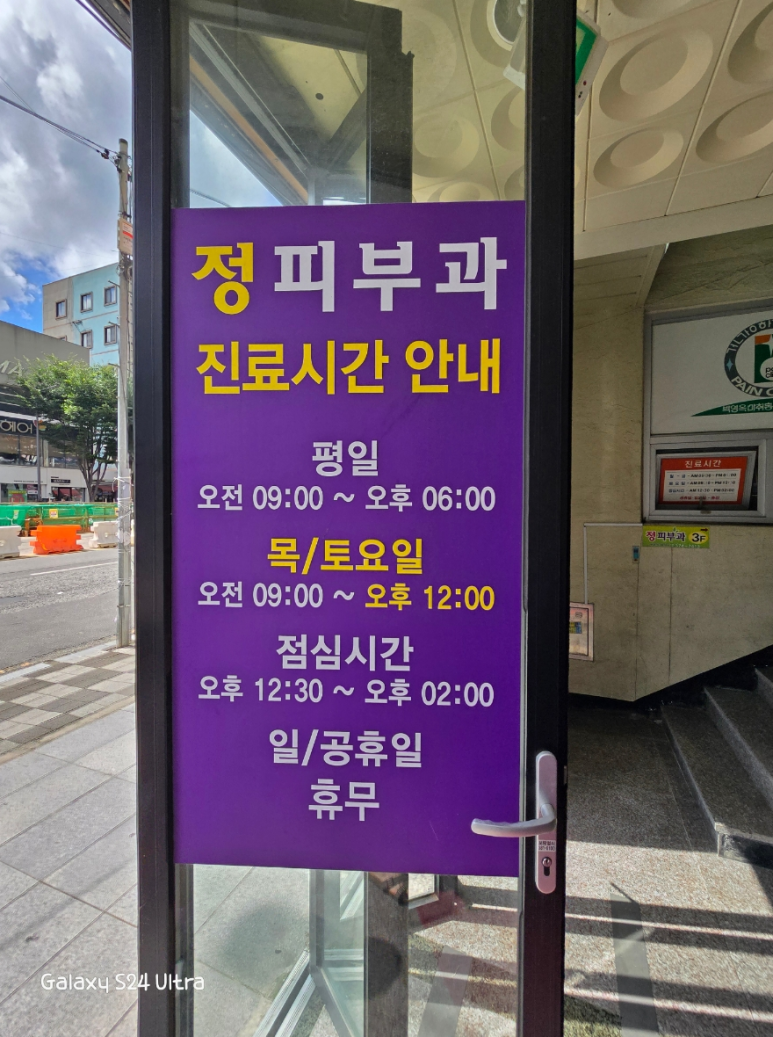 정피부과
진료시간 안내
평일
오전 09:00 ~ 오후 06:00
목/토요일
오전 09:00 ~ 오후 12:00
점심시간
오후 12:30 ~ 오후 02:00
일/공휴일
휴무
헤어
PAIN
진료시간
정피부과 3F
Galaxy S24 Ultra